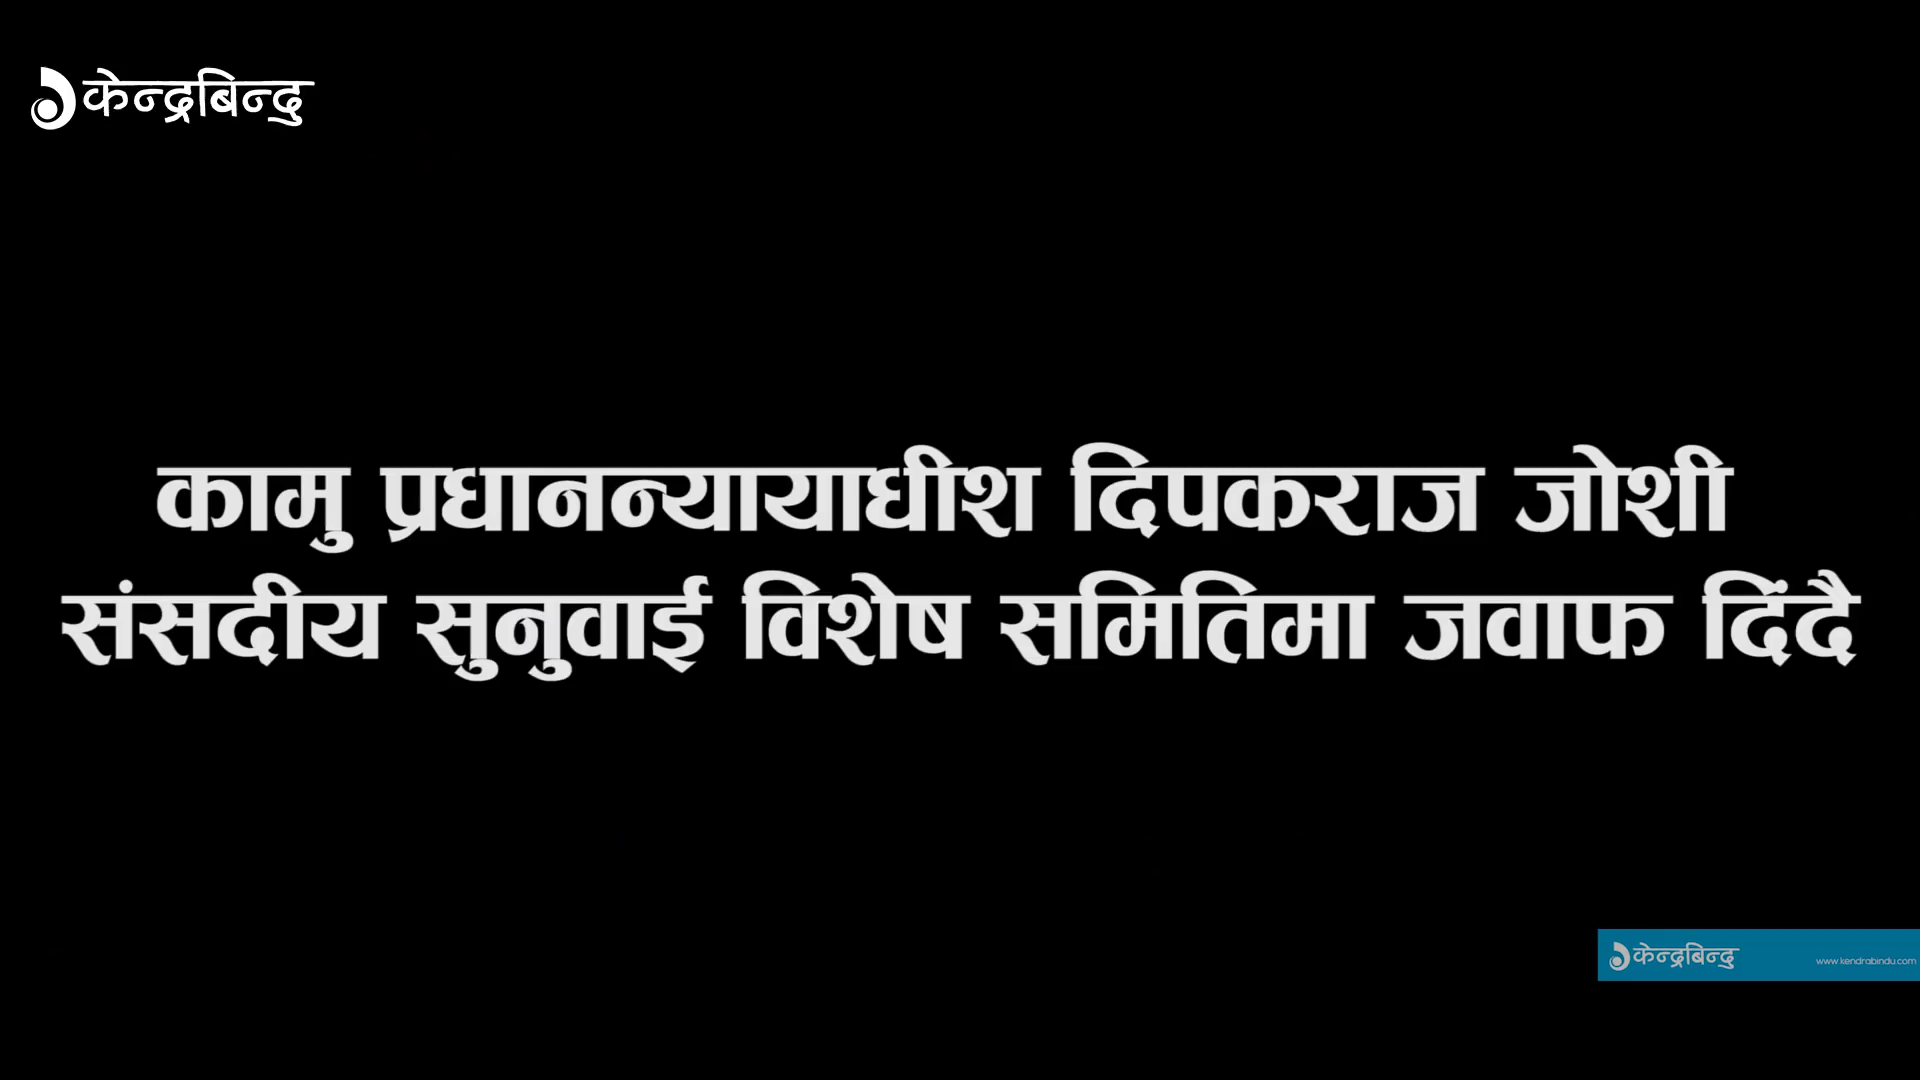 केन्द्रबिन्दु
कामु प्रधानन्यायाधीश दिपकराज जोशी
संसदीय सुनुवाई विशेष समितिमा जवाफ दिंदै
केन्द्रबिन्दु
www.kendrabindu.com